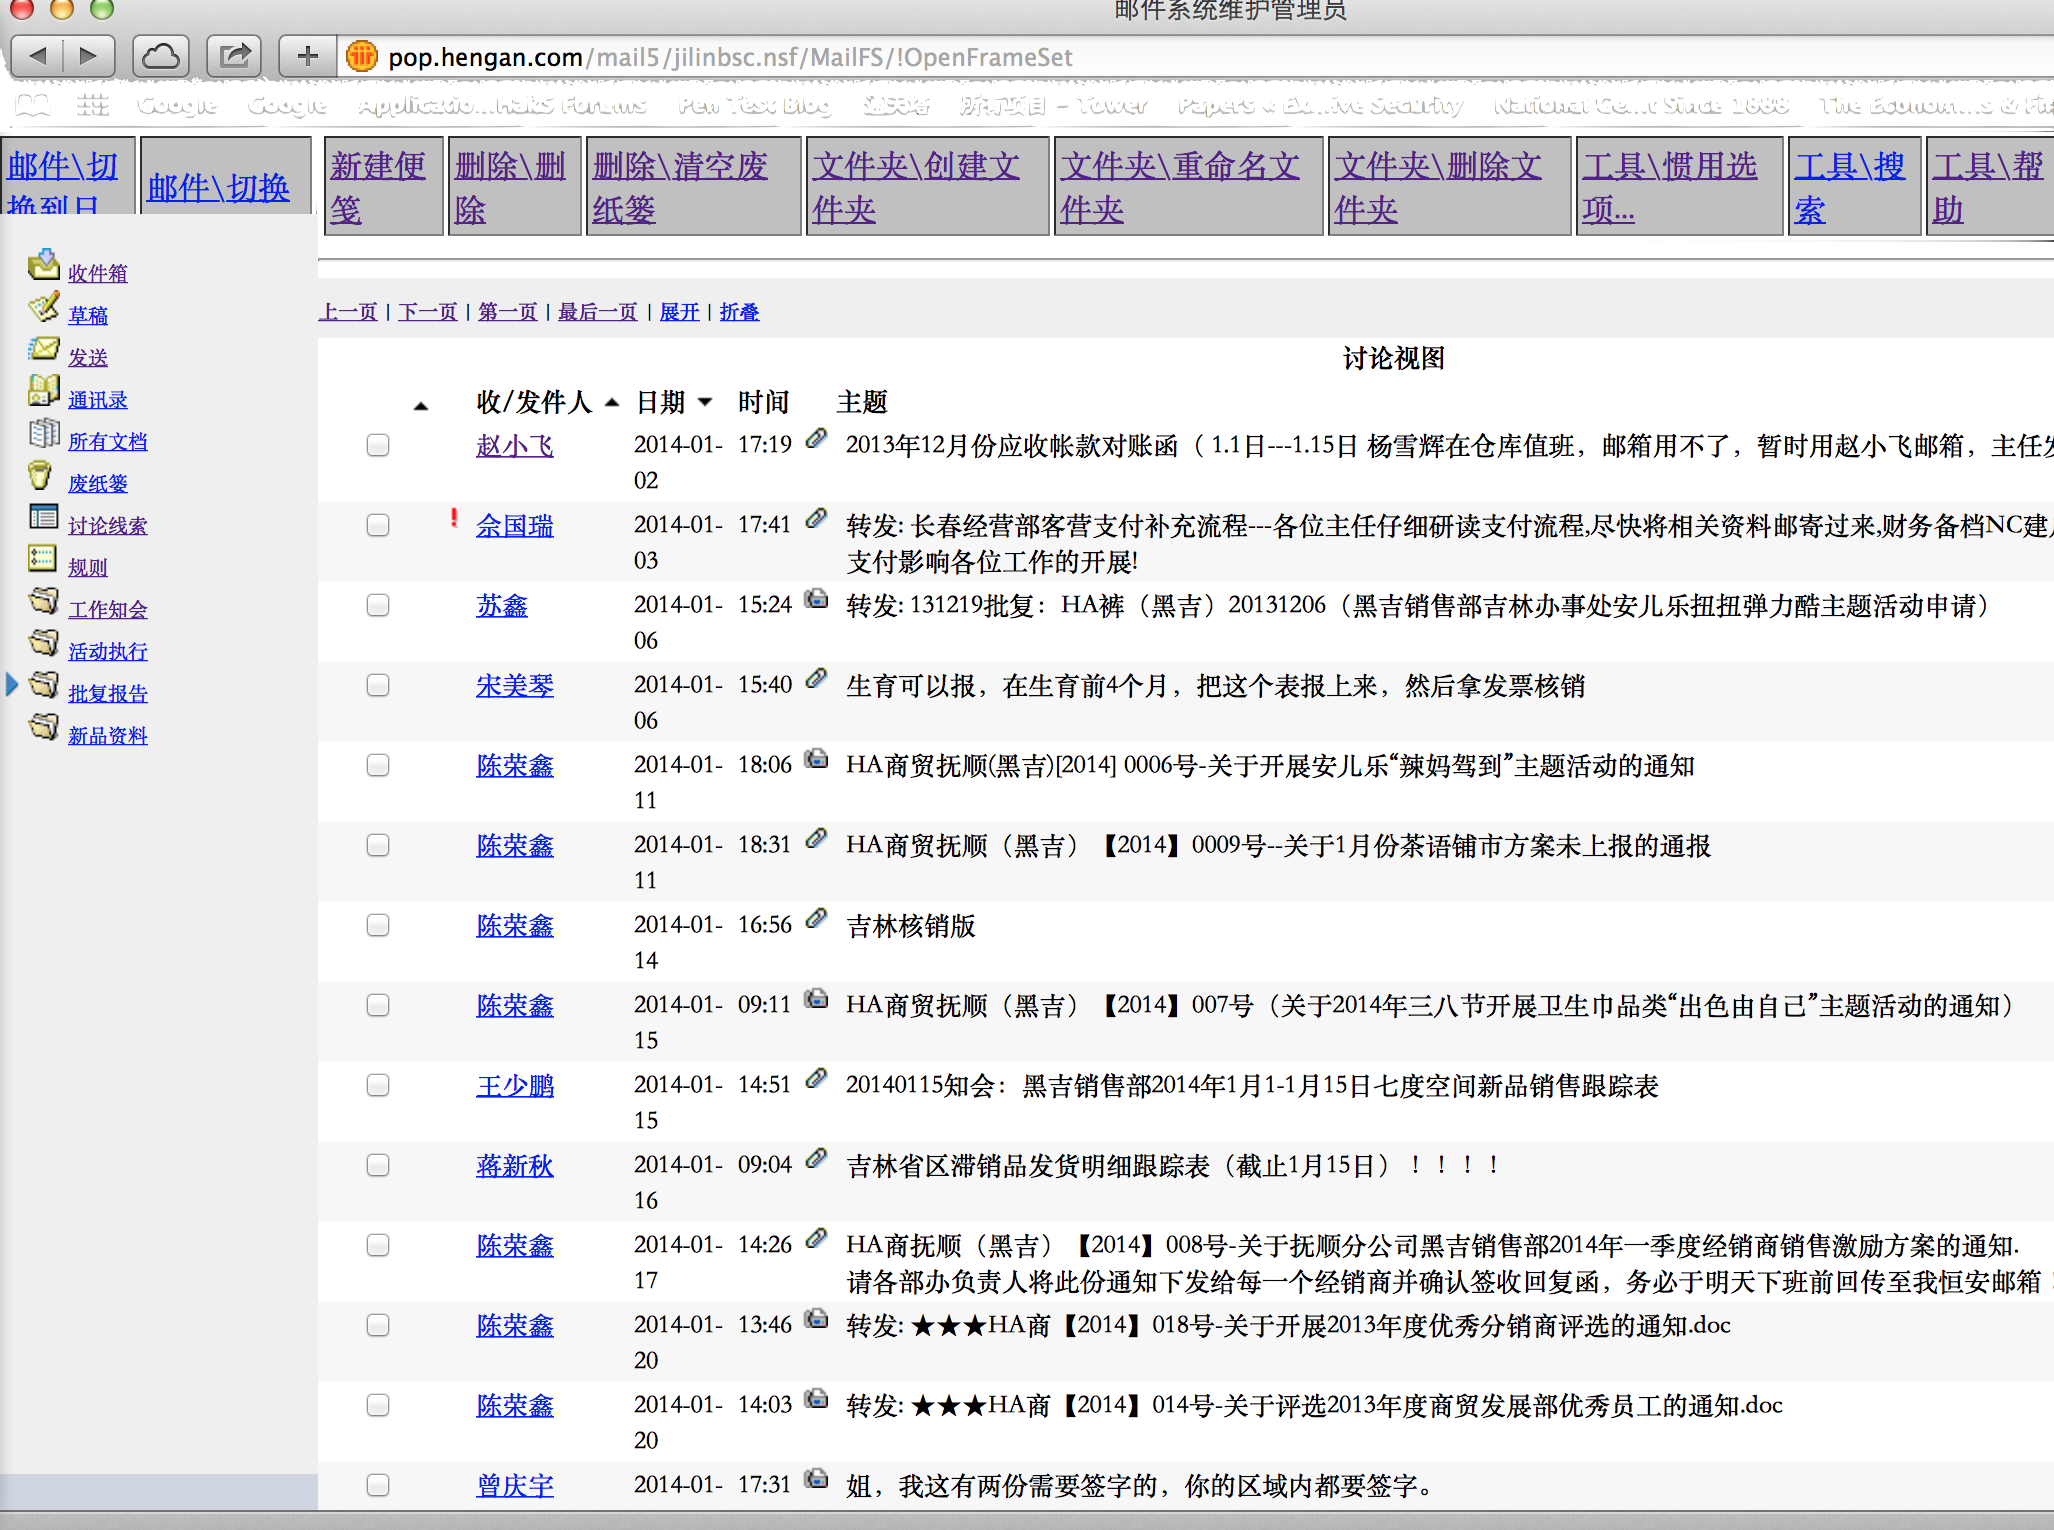 邮件系统维护管理员
pop.hengan.com/mail5/jilinbsc.nsf/MailFS/!OpenFrameSet
Google Google Applicatio...Haks Forums Pen Test Blog 所有项目 - Tower Papers « Ex...ive Security National Ge...t Since 1888 The Econom...s & Fi
邮件\切换到日
邮件\切换
新建便笺
删除\删除
删除\清空废纸篓
文件夹\创建文件夹
文件夹\重命名文件夹
文件夹\删除文件夹
工具\惯用选项...
工具\搜索
工具\帮助
收件箱
草稿
发送
通讯录
所有文档
废纸篓
讨论线索
规则
工作知会
活动执行
批复报告
新品资料
上一页 | 下一页 | 第一页 | 最后一页 | 展开 | 折叠
讨论视图
收/发件人 日期 时间 主题
赵小飞 2014-01-02 17:19 2013年12月份应收帐款对账函（ 1.1日---1.15日 杨雪辉在仓库值班，邮箱用不了，暂时用赵小飞邮箱，主任发
佘国瑞 2014-01-03 17:41 转发: 长春经营部客营支付补充流程---各位主任仔细研读支付流程,尽快将相关资料邮寄过来,财务备档NC建
支付影响各位工作的开展!
苏鑫 2014-01-06 15:24 转发: 131219批复：HA裤（黑吉）20131206（黑吉销售部吉林办事处安儿乐扭扭弹力酷主题活动申请）
宋美琴 2014-01-06 15:40 生育可以报，在生育前4个月，把这个表报上来，然后拿发票核销
陈荣鑫 2014-01-11 18:06 HA商贸抚顺(黑吉)[2014] 0006号-关于开展安儿乐“辣妈驾到”主题活动的通知
陈荣鑫 2014-01-11 18:31 HA商贸抚顺（黑吉）【2014】0009号--关于1月份茶语铺市方案未上报的通报
陈荣鑫 2014-01-14 16:56 吉林核销版
陈荣鑫 2014-01-15 09:11 HA商贸抚顺（黑吉）【2014】007号（关于2014年三八节开展卫生巾品类“出色由自己”主题活动的通知）
王少鹏 2014-01-15 14:51 20140115知会：黑吉销售部2014年1月1-1月15日七度空间新品销售跟踪表
蒋新秋 2014-01-16 09:04 吉林省区滞销品发货明细跟踪表（截止1月15日）！！！！
陈荣鑫 2014-01-17 14:26 HA商抚顺（黑吉）【2014】008号-关于抚顺分公司黑吉销售部2014年一季度经销商销售激励方案的通知.
请各部办负责人将此份通知下发给每一个经销商并确认签收回复函，务必于明天下班前回传至我恒安邮箱！
陈荣鑫 2014-01-20 13:46 转发: ★★★HA商【2014】018号-关于开展2013年度优秀分销商评选的通知.doc
陈荣鑫 2014-01-20 14:03 转发: ★★★HA商【2014】014号-关于评选2013年度商贸发展部优秀员工的通知.doc
曾庆宇 2014-01- 17:31 姐，我这有两份需要签字的，你的区域内都要签字。